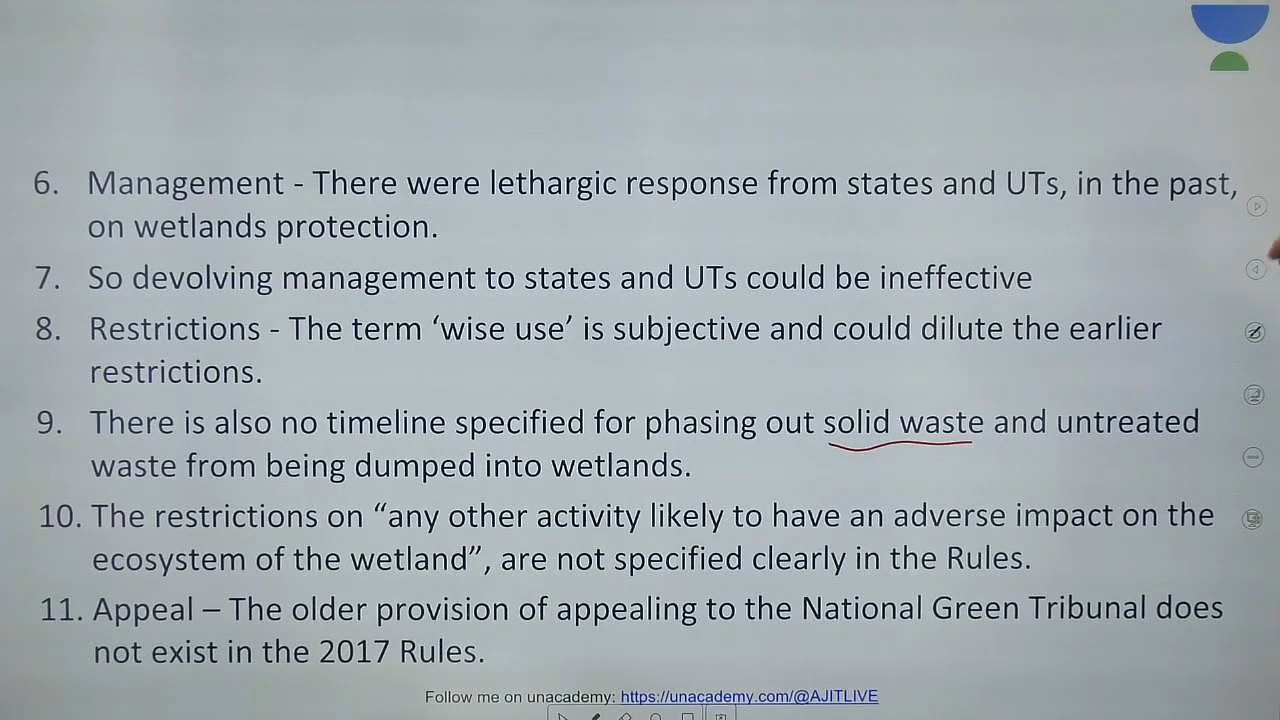 6. Management - There were lethargic response from states and UTs, in the past,
on wetlands protection.
7. So devolving management to states and UTs could be ineffective
8. Restrictions - The term ‘wise use’ is subjective and could dilute the earlier
restrictions.
9. There is also no timeline specified for phasing out solid waste and untreated
waste from being dumped into wetlands.
10. The restrictions on “any other activity likely to have an adverse impact on the
ecosystem of the wetland”, are not specified clearly in the Rules.
11. Appeal – The older provision of appealing to the National Green Tribunal does
not exist in the 2017 Rules.
Follow me on unacademy: https://unacademy.com/@AJITLIVE